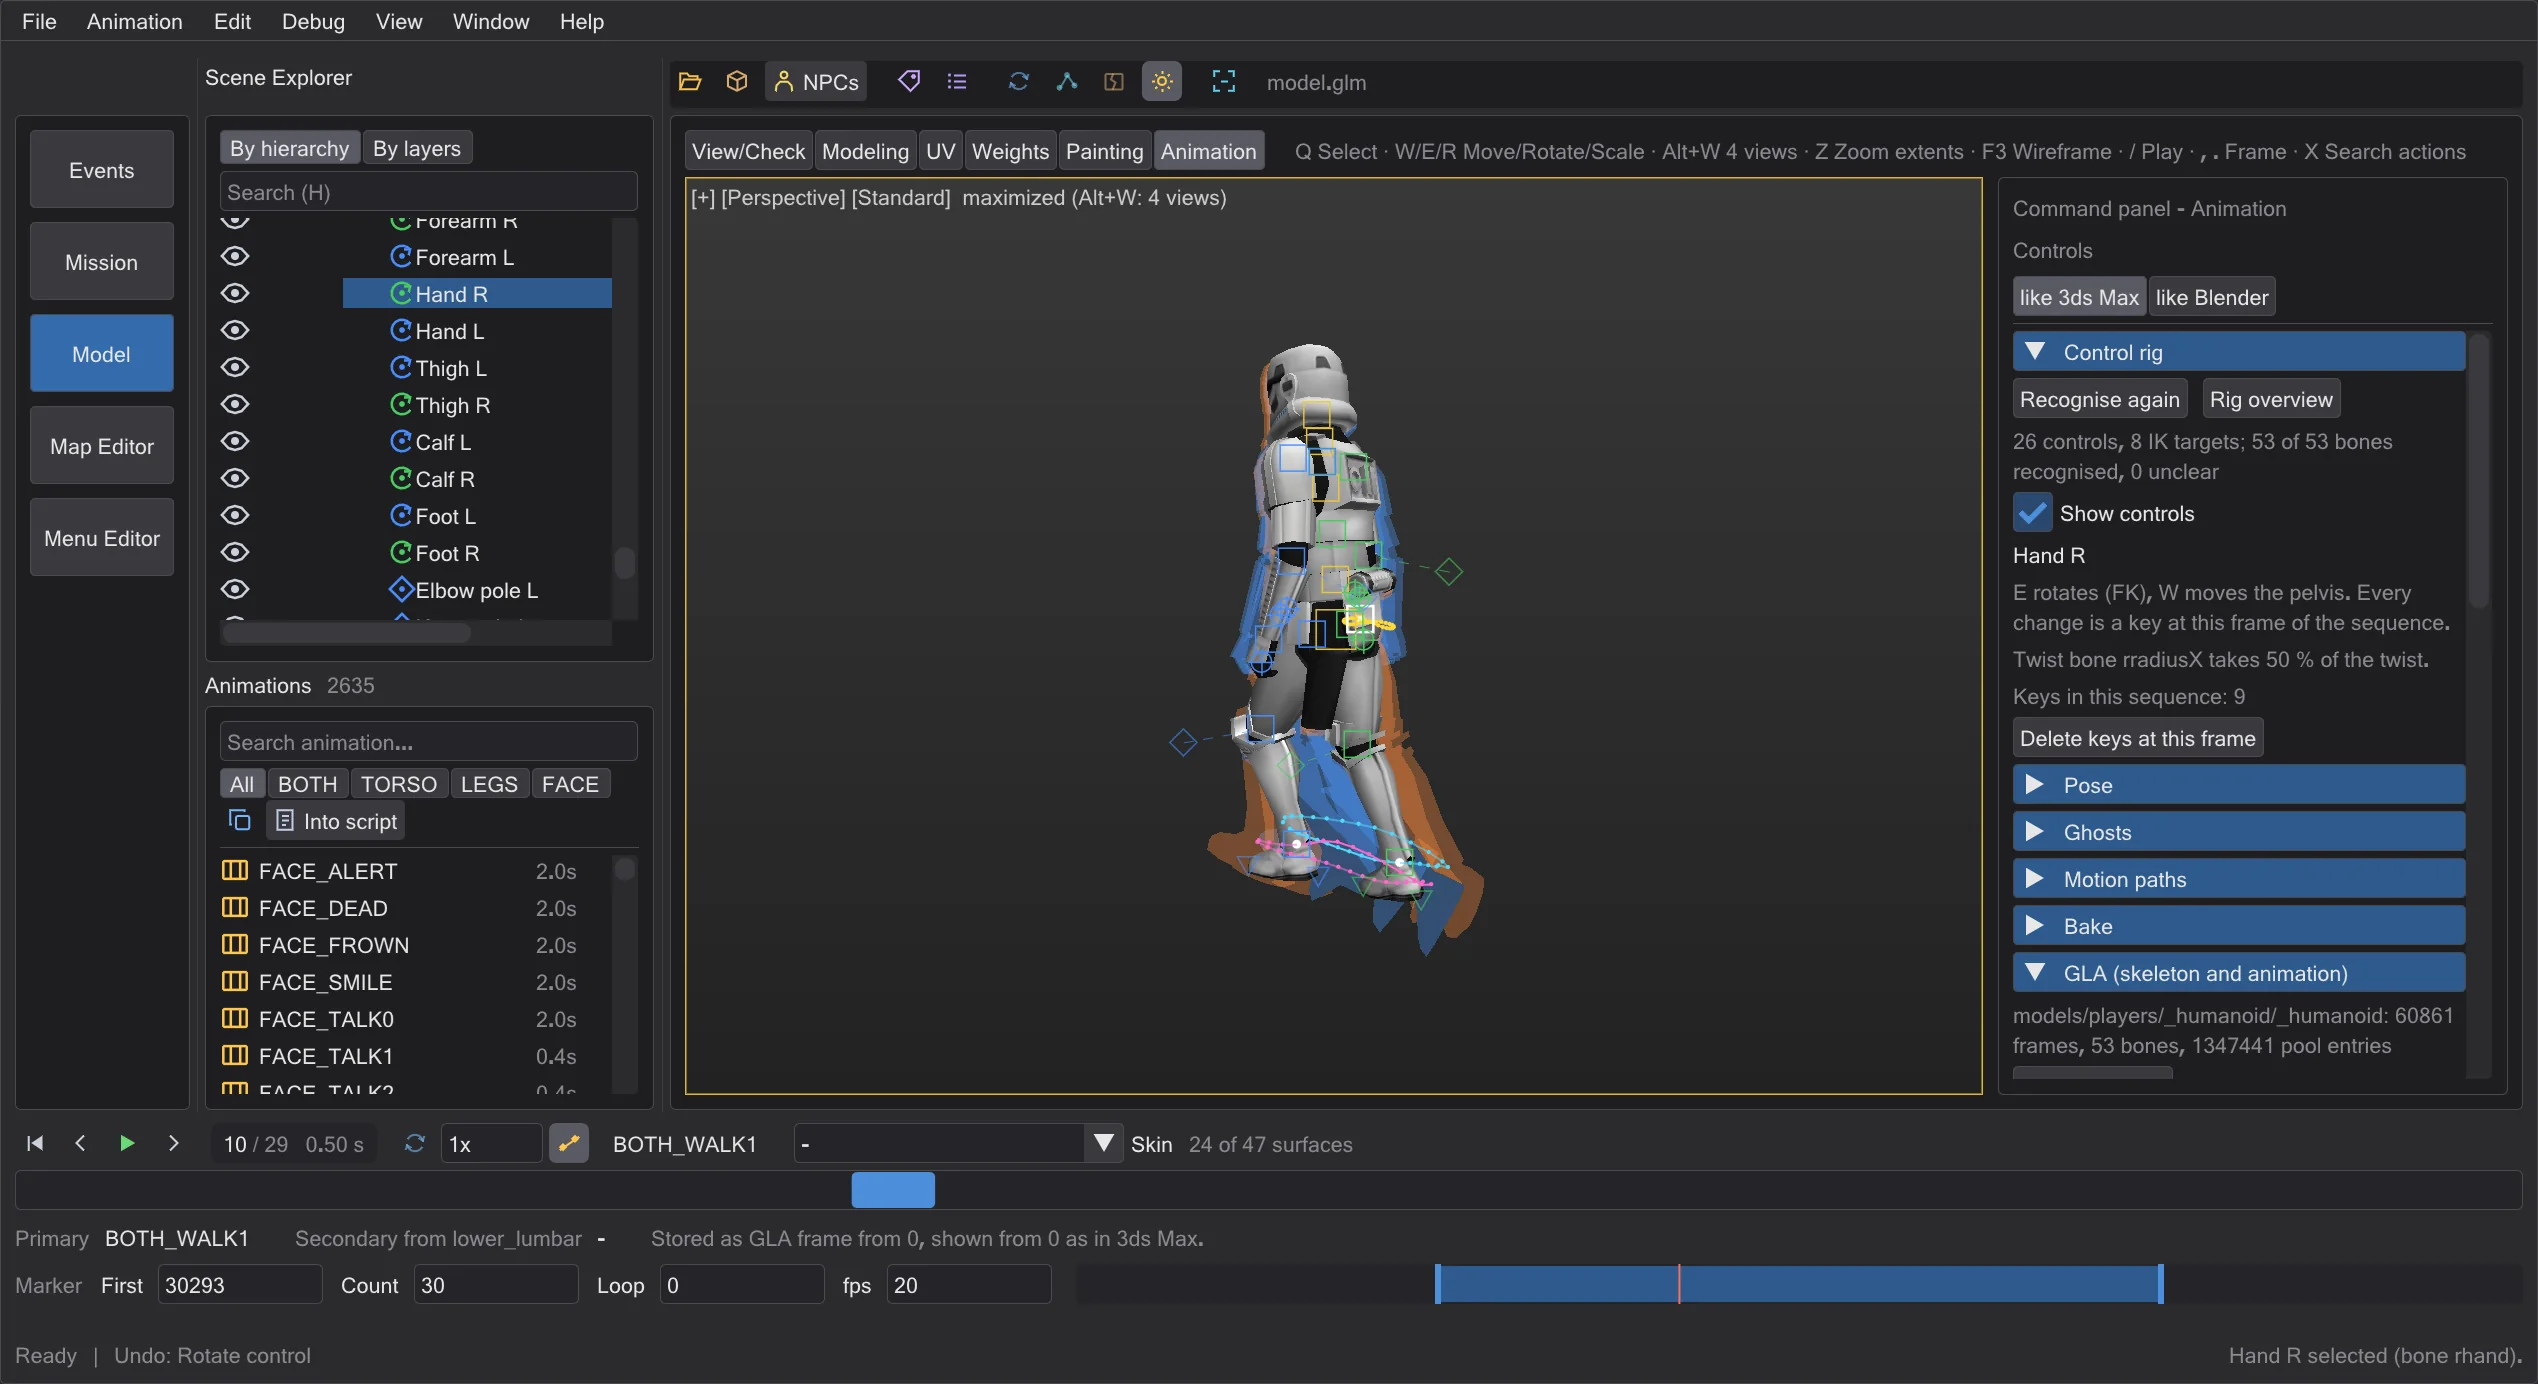 File Animation Edit Debug View Window Help
Scene Explorer
NPCs model.glm
Events
Mission
Model
Map Editor
Menu Editor
By hierarchy By layers
Search (H)
Forearm R
Forearm L
Hand R
Hand L
Thigh L
Thigh R
Calf L
Calf R
Foot L
Foot R
Elbow pole L
Animations 2635
Search animation...
All BOTH TORSO LEGS FACE
Into script
FACE_ALERT 2.0s
FACE_DEAD 2.0s
FACE_FROWN 2.0s
FACE_SMILE 2.0s
FACE_TALK0 2.0s
FACE_TALK1 0.4s
FACE_TALK2 0.4s
View/Check Modeling UV Weights Painting Animation Q Select · W/E/R Move/Rotate/Scale · Alt+W 4 views · Z Zoom extents · F3 Wireframe · / Play · , . Frame · X Search actions
[+] [Perspective] [Standard] maximized (Alt+W: 4 views)
Command panel - Animation
Controls
like 3ds Max like Blender
Control rig
Recognise again Rig overview
26 controls, 8 IK targets; 53 of 53 bones
recognised, 0 unclear
Show controls
Hand R
E rotates (FK), W moves the pelvis. Every
change is a key at this frame of the sequence.
Twist bone rradiusX takes 50 % of the twist.
Keys in this sequence: 9
Delete keys at this frame
Pose
Ghosts
Motion paths
Bake
GLA (skeleton and animation)
models/players/_humanoid/_humanoid: 60861
frames, 53 bones, 1347441 pool entries
10 / 29 0.50 s 1x BOTH_WALK1 - Skin 24 of 47 surfaces
Primary BOTH_WALK1 Secondary from lower_lumbar - Stored as GLA frame from 0, shown from 0 as in 3ds Max.
Marker First 30293 Count 30 Loop 0 fps 20
Ready | Undo: Rotate control
Hand R selected (bone rhand).